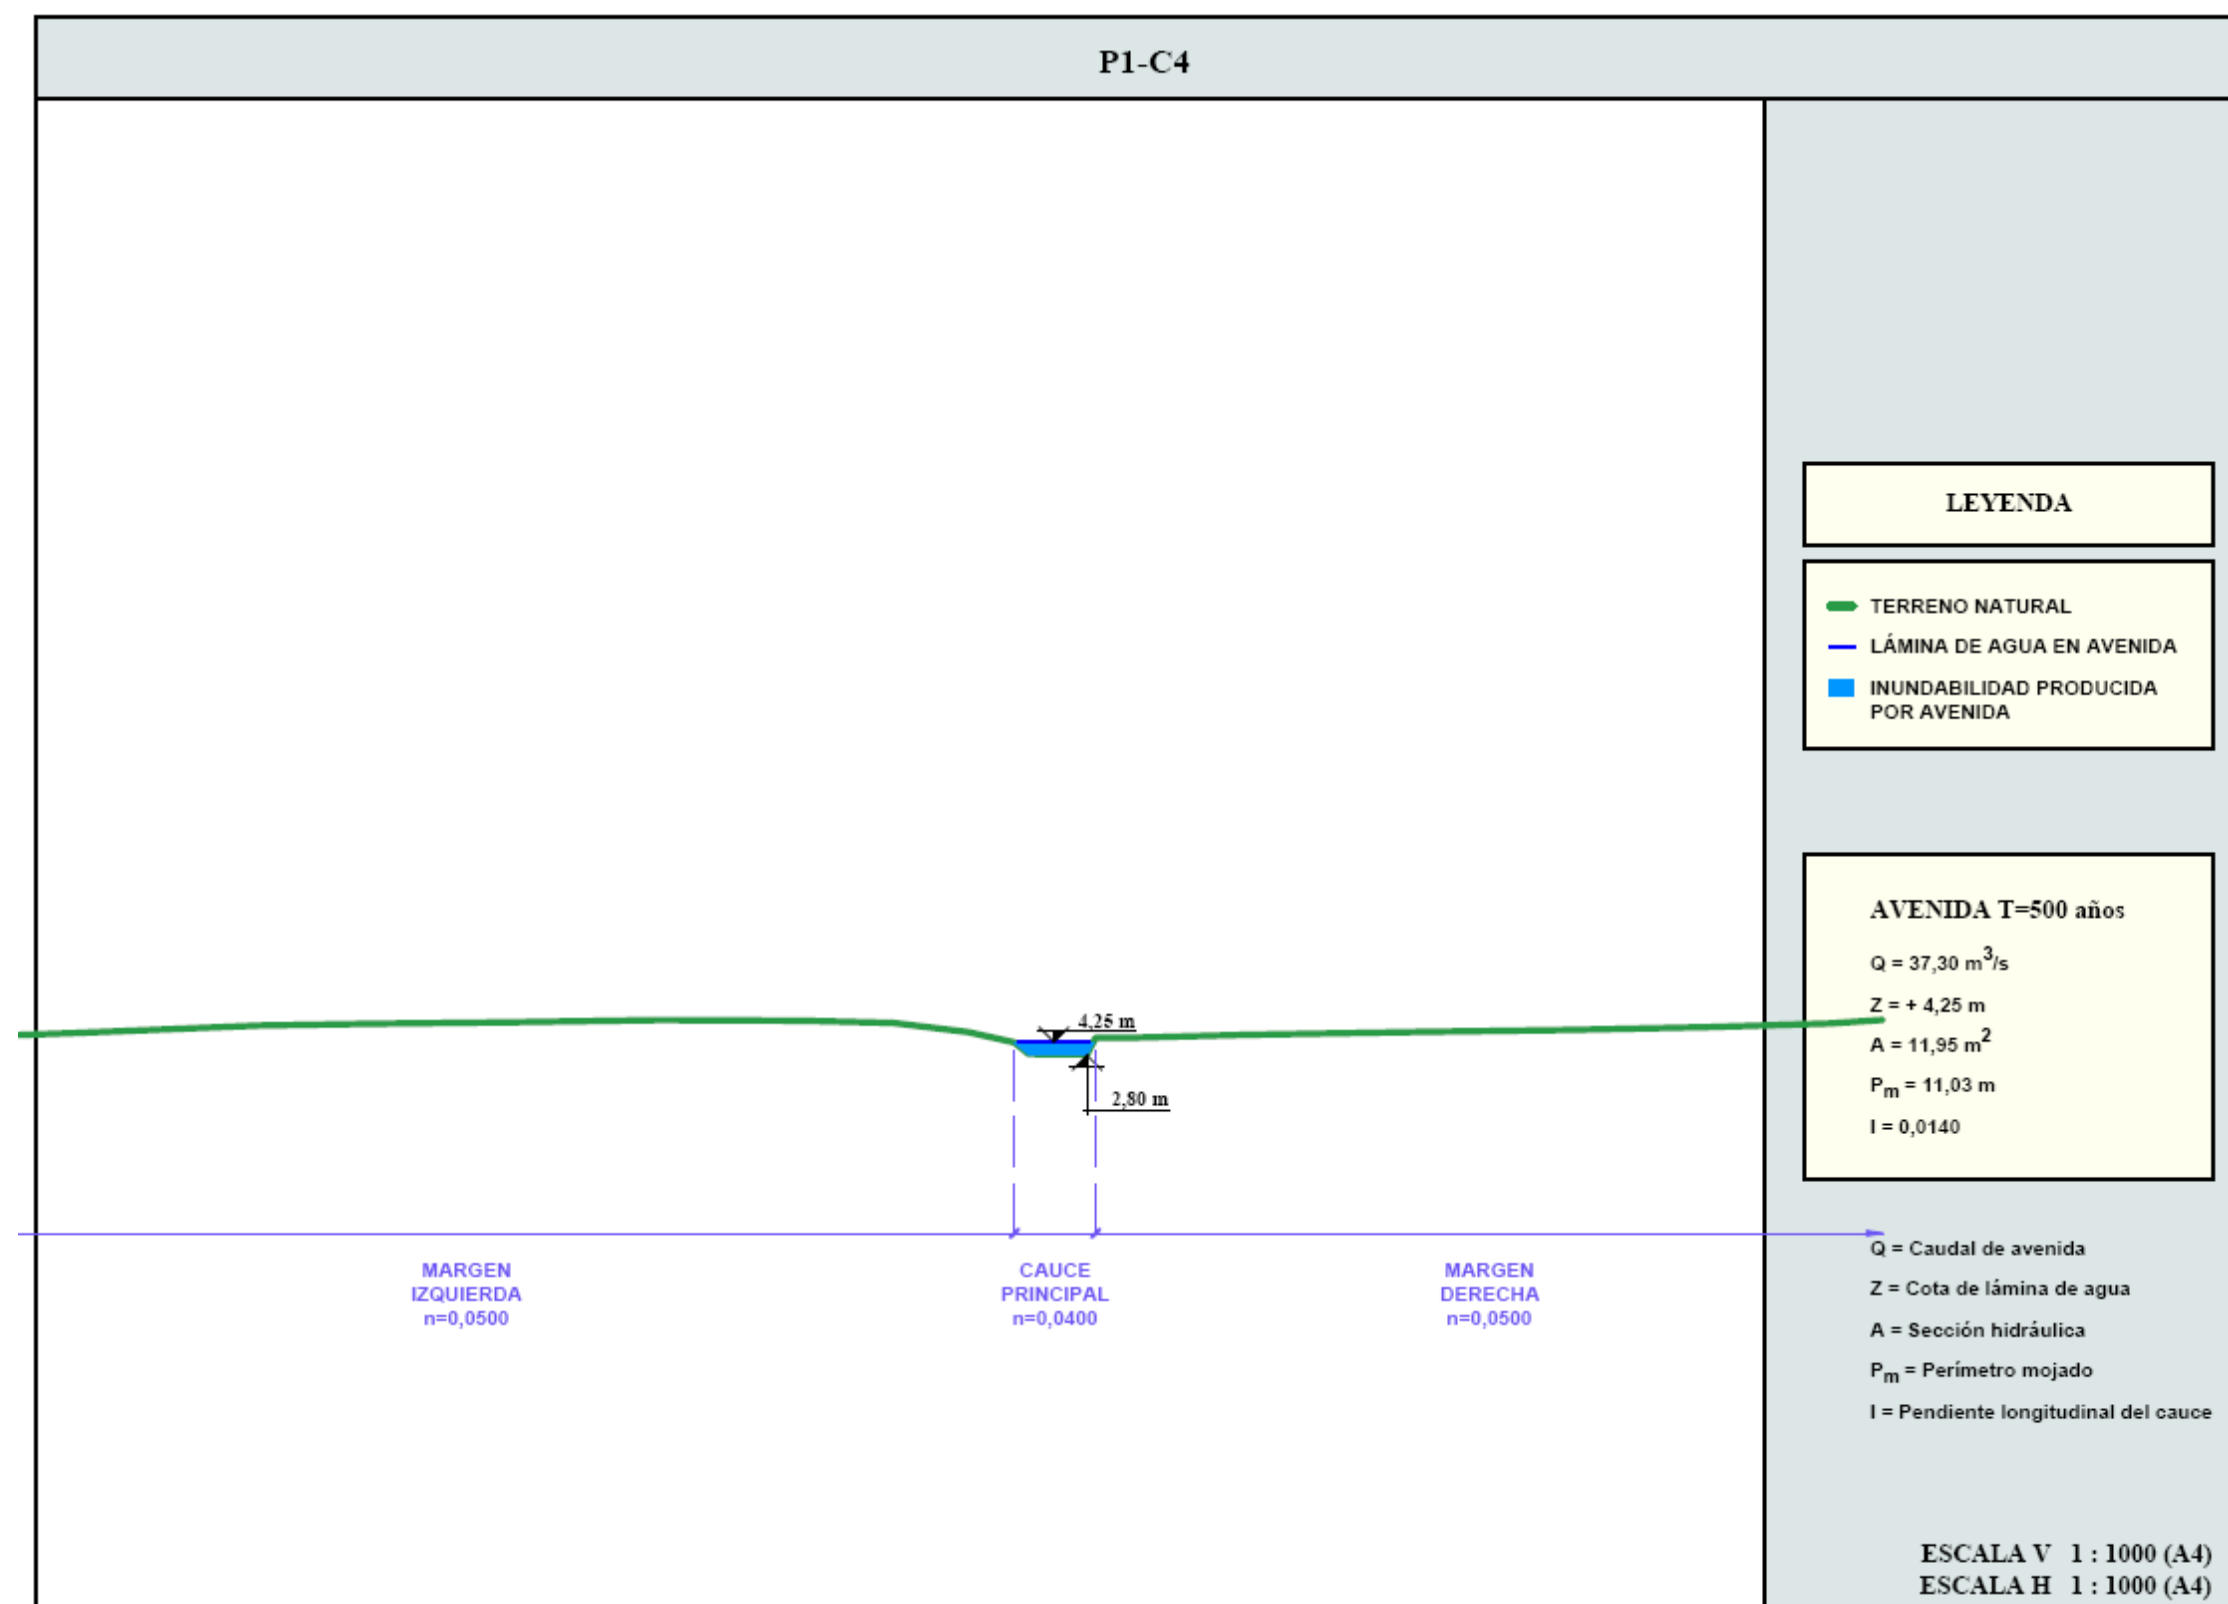 P1-C4
LEYENDA
TERRENO NATURAL
LÁMINA DE AGUA EN AVENIDA
INUNDABILIDAD PRODUCIDA
POR AVENIDA
AVENIDA T=500 años
Q = 37,30 m³/s
Z = + 4,25 m
A = 11,95 m²
Pm = 11,03 m
I = 0,0140
4,25 m
2,80 m
MARGEN
IZQUIERDA
n=0,0500
CAUCE
PRINCIPAL
n=0,0400
MARGEN
DERECHA
n=0,0500
Q = Caudal de avenida
Z = Cota de lámina de agua
A = Sección hidráulica
Pm = Perímetro mojado
I = Pendiente longitudinal del cauce
ESCALA V 1 : 1000 (A4)
ESCALA H 1 : 1000 (A4)